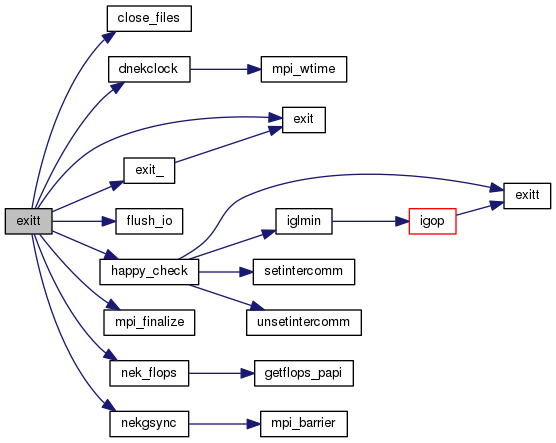 close_files
dnekclock
mpi_wtime
exit
exit_
exitt
exitt
flush_io
iglmin
igop
happy_check
setintercomm
mpi_finalize
unsetintercomm
nek_flops
getflops_papi
nekgsync
mpi_barrier